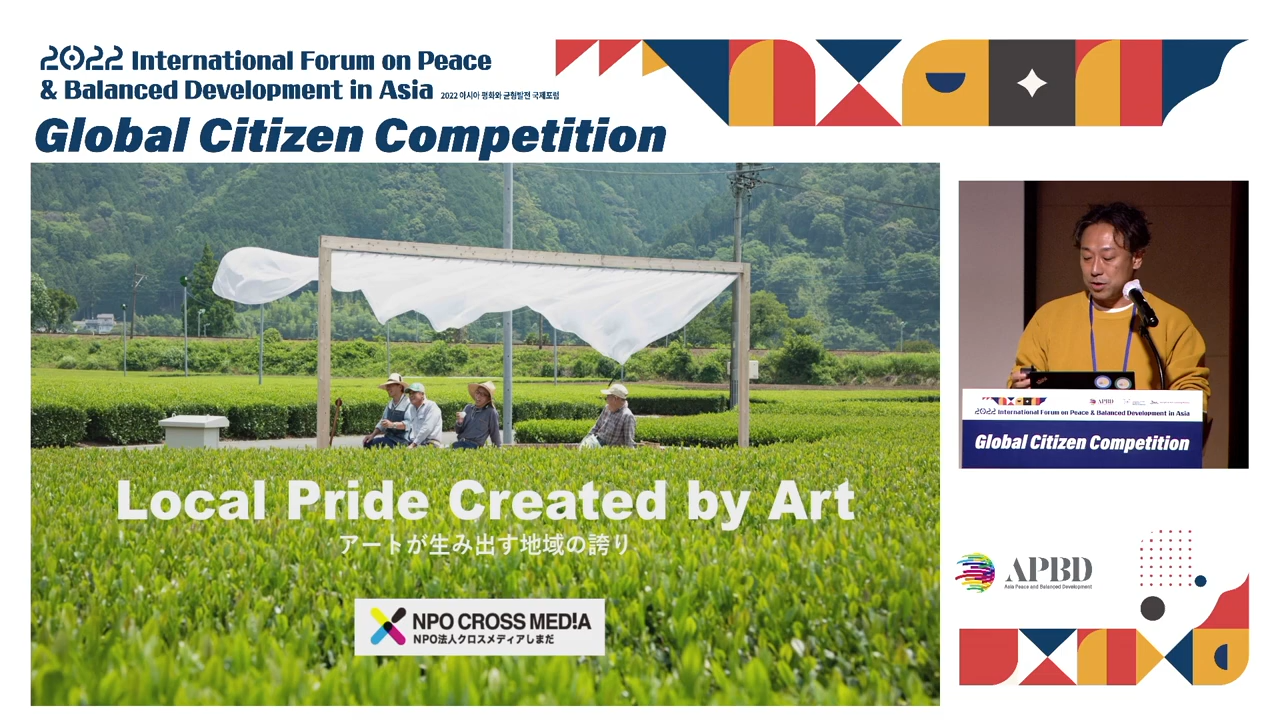 2022 International Forum on Peace
& Balanced Development in Asia 2022 아시아 평화와 균형발전 국제포럼
Global Citizen Competition
Local Pride Created by Art
アートが生み出す地域の誇り
NPO CROSS MEDIA
NPO法人クロスメディアしまだ
APBD
2022 International Forum on Peace & Balanced Development in Asia
Global Citizen Competition
APBD
Asia Peace and Balanced Development